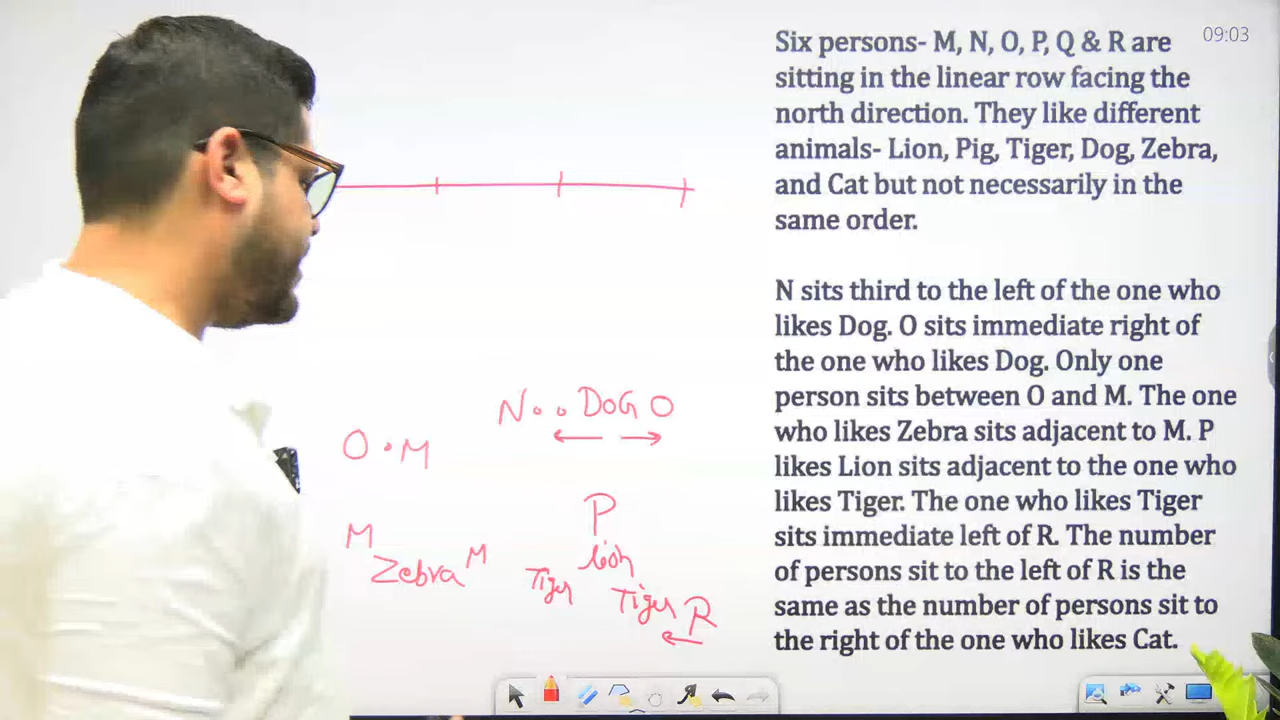 Six persons- M, N, O, P, Q & R are
sitting in the linear row facing the
north direction. They like different
animals- Lion, Pig, Tiger, Dog, Zebra,
and Cat but not necessarily in the
same order.
N sits third to the left of the one who
likes Dog. O sits immediate right of
the one who likes Dog. Only one
person sits between O and M. The one
who likes Zebra sits adjacent to M. P
likes Lion sits adjacent to the one who
likes Tiger. The one who likes Tiger
sits immediate left of R. The number
of persons sit to the left of R is the
same as the number of persons sit to
the right of the one who likes Cat.
09:03
N . . DOG O
O . M
M Zebra M
P
Lion
Tiger
Tiger R